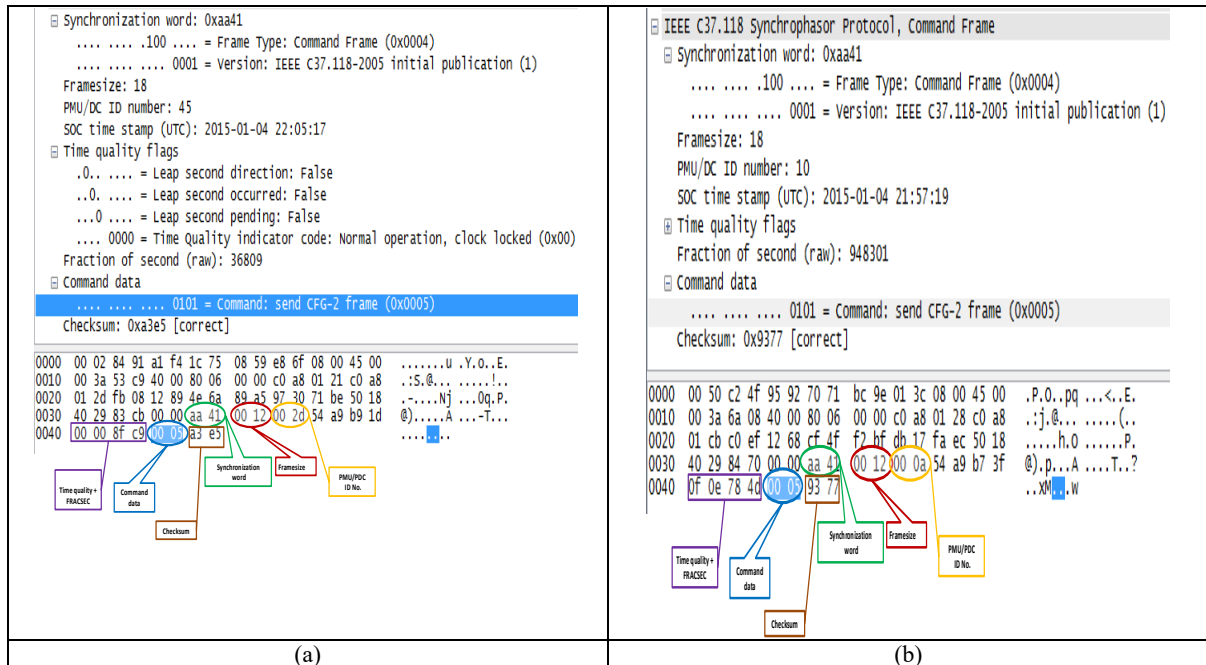 Synchronization word: 0xaa41
.... .... .100 .... = Frame Type: Command Frame (0x0004)
.... .... .... 0001 = Version: IEEE C37.118-2005 initial publication (1)
Framesize: 18
PMU/DC ID number: 45
SOC time stamp (UTC): 2015-01-04 22:05:17
Time quality flags
.0.. .... = Leap second direction: False
..0. .... = Leap second occurred: False
...0 .... = Leap second pending: False
.... 0000 = Time Quality indicator code: Normal operation, clock locked (0x00)
Fraction of second (raw): 36809
Command data
.... .... .... 0101 = Command: send CFG-2 frame (0x0005)
Checksum: 0xa3e5 [correct]
0000 00 02 84 91 a1 f4 1c 75 08 59 e8 6f 08 00 45 00 .......u .Y.o..E.
0010 00 3a 53 c9 40 00 80 06 00 00 c0 a8 01 21 c0 a8 .:S.@... .....!..
0020 01 2d fb 08 12 89 4e 6a 89 a5 97 30 71 be 50 18 .-....Nj ...0q.P.
0030 40 29 83 cb 00 00 aa 41 00 12 00 2d 54 a9 b9 1d @).....A ...-T...
0040 00 00 8f c9 00 05 a3 e5 ........
Time quality +
FRACSEC
Command
data
Synchronization
word
Framesize
PMU/PDC
ID No.
Checksum
(a)
IEEE C37.118 Synchrophasor Protocol, Command Frame
Synchronization word: 0xaa41
.... .... .100 .... = Frame Type: Command Frame (0x0004)
.... .... .... 0001 = Version: IEEE C37.118-2005 initial publication (1)
Framesize: 18
PMU/DC ID number: 10
SOC time stamp (UTC): 2015-01-04 21:57:19
Time quality flags
Fraction of second (raw): 948301
Command data
.... .... .... 0101 = Command: send CFG-2 frame (0x0005)
Checksum: 0x9377 [correct]
0000 00 50 c2 4f 95 92 70 71 bc 9e 01 3c 08 00 45 00 .P.O..pq ...<..E.
0010 00 3a 6a 08 40 00 80 06 00 00 c0 a8 01 28 c0 a8 .:j.@... .....(..
0020 01 cb c0 ef 12 68 cf 4f f2 bf db 17 fa ec 50 18 .....h.O ......P.
0030 40 29 84 70 00 00 aa 41 00 12 00 0a 54 a9 b7 3f @).p...A ....T..?
0040 0f 0e 78 4d 00 05 93 77 ..xM...w
Time quality +
FRACSEC
Command
data
Synchronization
word
Framesize
PMU/PDC
ID No.
Checksum
(b)